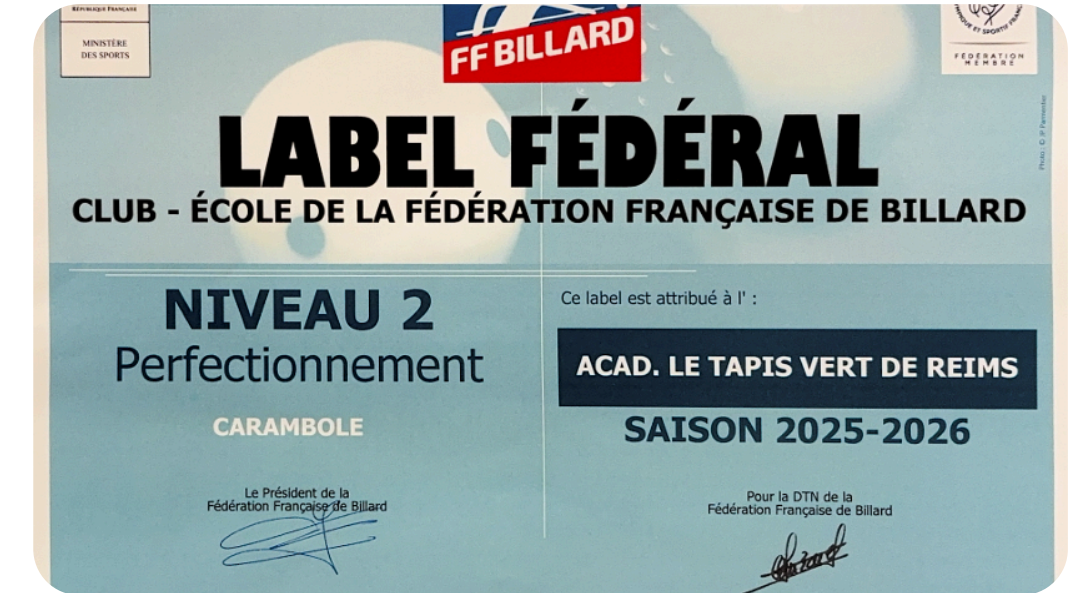 RÉPUBLIQUE FRANÇAISE
MINISTÈRE
DES SPORTS
FF BILLARD
ET SPORTIF
FÉDÉRATION
MEMBRE
LABEL FÉDÉRAL
CLUB - ÉCOLE DE LA FÉDÉRATION FRANÇAISE DE BILLARD
NIVEAU 2
Perfectionnement
CARAMBOLE
Le Président de la
Fédération Française de Billard
Ce label est attribué à l' :
ACAD. LE TAPIS VERT DE REIMS
SAISON 2025-2026
Pour la DTN de la
Fédération Française de Billard